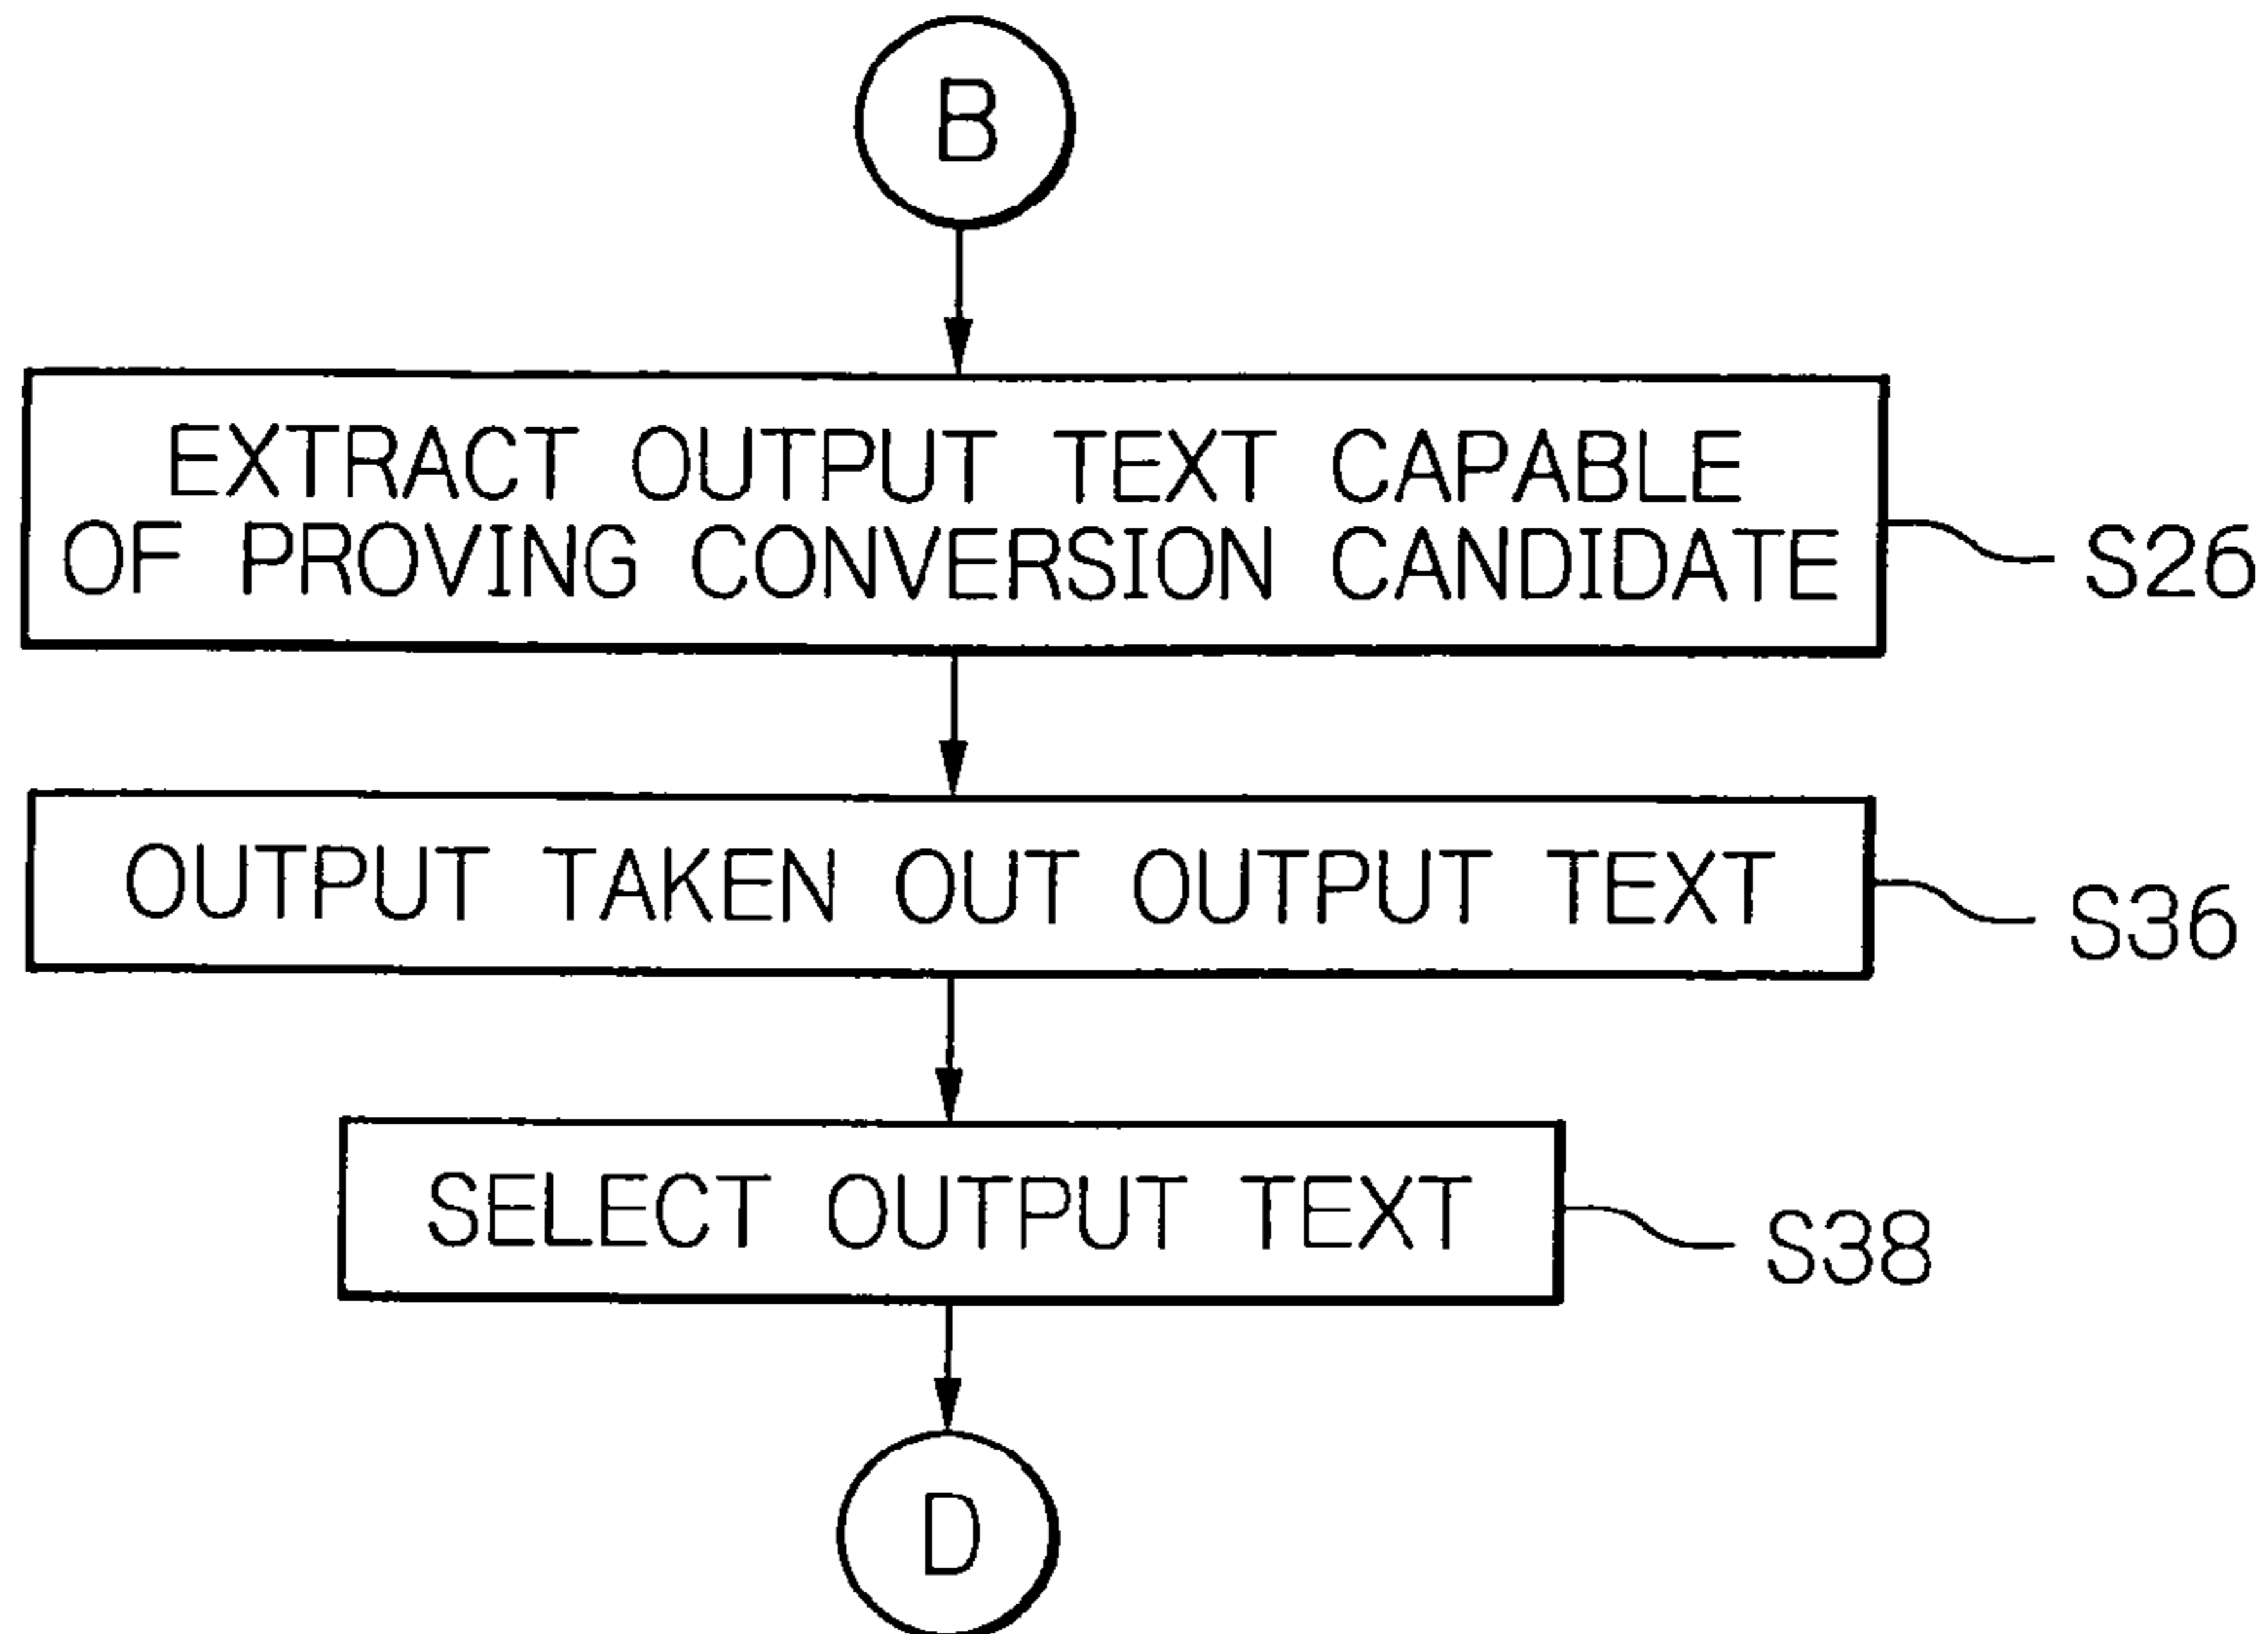 B
EXTRACT OUTPUT TEXT CAPABLE
OF PROVING CONVERSION CANDIDATE
S26
OUTPUT TAKEN OUT OUTPUT TEXT
S36
SELECT OUTPUT TEXT
S38
D